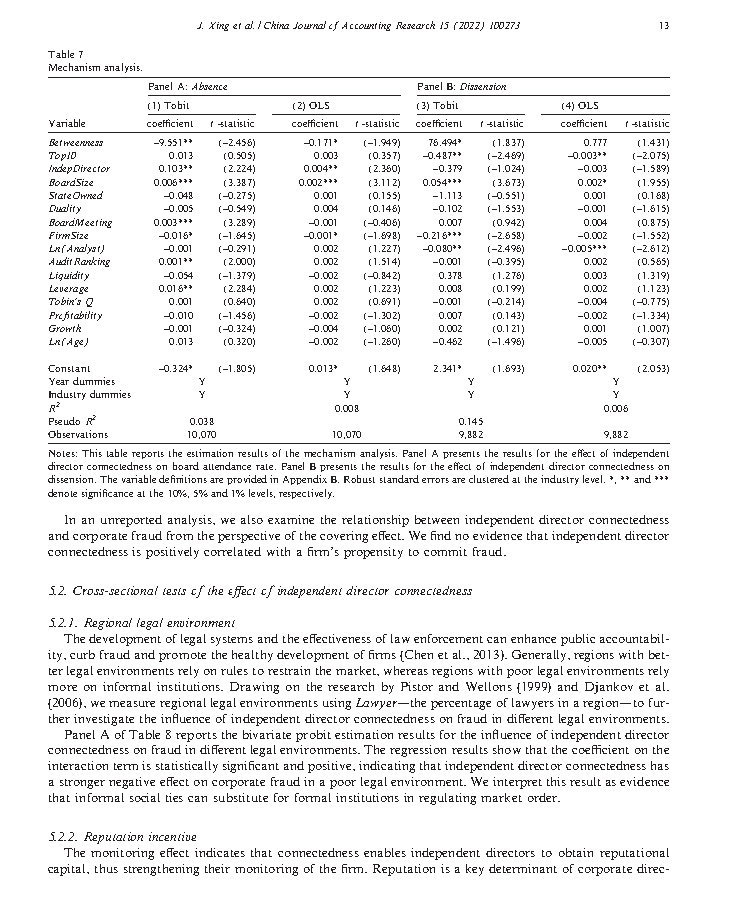 J. Xing et al. / China Journal of Accounting Research 15 (2022) 100273 13
Table 7
Mechanism analysis.
Panel A: Absence Panel B: Dissension
(1) Tobit (2) OLS (3) Tobit (4) OLS
Variable coefficient t-statistic coefficient t-statistic coefficient t-statistic coefficient t-statistic
Betweenness −9.551** (−2.456) −0.171* (−1.949) 76.494* (1.837) 0.777 (1.431)
Top10 0.013 (0.505) 0.003 (0.357) −0.487** (−2.469) −0.003** (−2.075)
IndepDirector 0.103** (2.224) 0.004** (2.360) −0.379 (−1.024) −0.003 (−1.589)
BoardSize 0.006*** (3.387) 0.002*** (3.112) 0.054*** (3.673) 0.002* (1.955)
StateOwned −0.048 (−0.275) 0.001 (0.155) −1.113 (−0.551) 0.001 (0.168)
Duality −0.005 (−0.549) 0.004 (0.146) −0.102 (−1.553) −0.001 (−1.615)
BoardMeeting 0.003*** (3.289) −0.001 (−0.406) 0.007 (0.942) 0.004 (0.875)
FirmSize −0.016* (−1.645) −0.001* (−1.698) −0.216*** (−2.658) −0.002 (−1.552)
Ln(Analyst) −0.001 (−0.291) 0.002 (1.227) −0.080** (−2.496) −0.005*** (−2.612)
AuditRanking 0.001** (2.000) 0.002 (1.514) −0.001 (−0.395) 0.002 (0.565)
Liquidity −0.054 (−1.379) −0.002 (−0.842) 0.378 (1.276) 0.003 (1.319)
Leverage 0.016** (2.284) 0.002 (1.223) 0.008 (0.199) 0.002 (1.123)
Tobin's Q 0.001 (0.640) 0.002 (0.691) −0.001 (−0.214) −0.004 (−0.775)
Profitability −0.010 (−1.456) −0.002 (−1.302) 0.007 (0.143) −0.002 (−1.334)
Growth −0.001 (−0.324) −0.004 (−1.060) 0.002 (0.121) 0.001 (1.007)
Ln(Age) 0.013 (0.320) −0.002 (−1.260) −0.462 (−1.496) −0.005 (−0.307)
Constant −0.324* (−1.805) 0.013* (1.648) 2.341* (1.693) 0.020** (2.053)
Year dummies Y Y Y Y
Industry dummies Y Y Y Y
R² 0.008 0.006
Pseudo R² 0.038 0.145
Observations 10,070 10,070 9,882 9,882
Notes: This table reports the estimation results of the mechanism analysis. Panel A presents the results for the effect of independent
director connectedness on board attendance rate. Panel B presents the results for the effect of independent director connectedness on
dissension. The variable definitions are provided in Appendix B. Robust standard errors are clustered at the industry level. *, ** and ***
denote significance at the 10%, 5% and 1% levels, respectively.
In an unreported analysis, we also examine the relationship between independent director connectedness
and corporate fraud from the perspective of the covering effect. We find no evidence that independent director
connectedness is positively correlated with a firm's propensity to commit fraud.
5.2. Cross-sectional tests of the effect of independent director connectedness
5.2.1. Regional legal environment
The development of legal systems and the effectiveness of law enforcement can enhance public accountabil-
ity, curb fraud and promote the healthy development of firms (Chen et al., 2013). Generally, regions with bet-
ter legal environments rely on rules to restrain the market, whereas regions with poor legal environments rely
more on informal institutions. Drawing on the research by Pistor and Wellons (1999) and Djankov et al.
(2006), we measure regional legal environments using Lawyer—the percentage of lawyers in a region—to fur-
ther investigate the influence of independent director connectedness on fraud in different legal environments.
Panel A of Table 8 reports the bivariate probit estimation results for the influence of independent director
connectedness on fraud in different legal environments. The regression results show that the coefficient on the
interaction term is statistically significant and positive, indicating that independent director connectedness has
a stronger negative effect on corporate fraud in a poor legal environment. We interpret this result as evidence
that informal social ties can substitute for formal institutions in regulating market order.
5.2.2. Reputation incentive
The monitoring effect indicates that connectedness enables independent directors to obtain reputational
capital, thus strengthening their monitoring of the firm. Reputation is a key determinant of corporate direc-